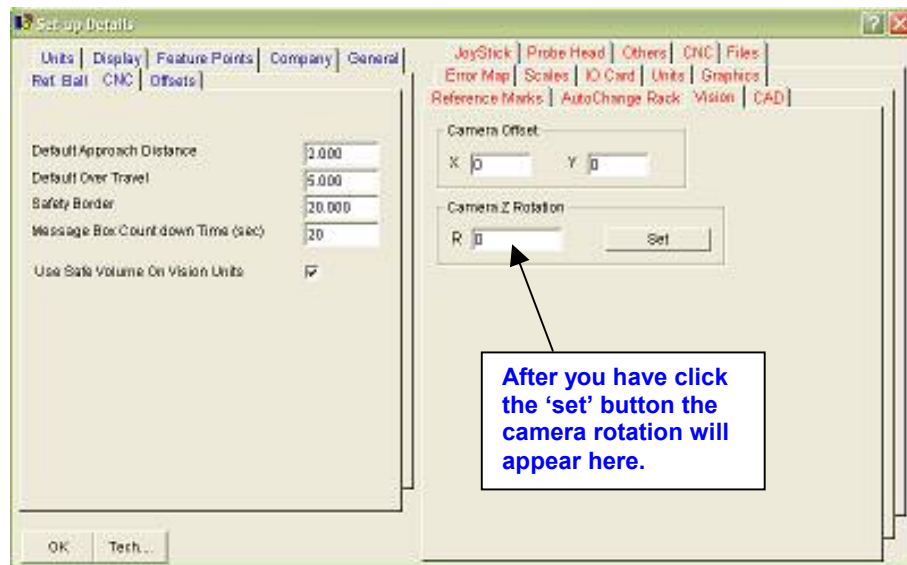 Set-up Details
Units Display Feature Points Company General
Ref. Ball CNC Offsets
Default Approach Distance 2.000
Default Over Travel 5.000
Safety Border 20.000
Message Box Count down Time (sec) 20
Use Safe Volume On Vision Units
OK Tech...
JoyStick Probe Head Others CNC Files
Error Map Scales IO Card Units Graphics
Reference Marks AutoChange Rack Vision CAD
Camera Offset
X 0 Y 0
Camera Z Rotation
R 0 Set
After you have click
the ‘set’ button the
camera rotation will
appear here.